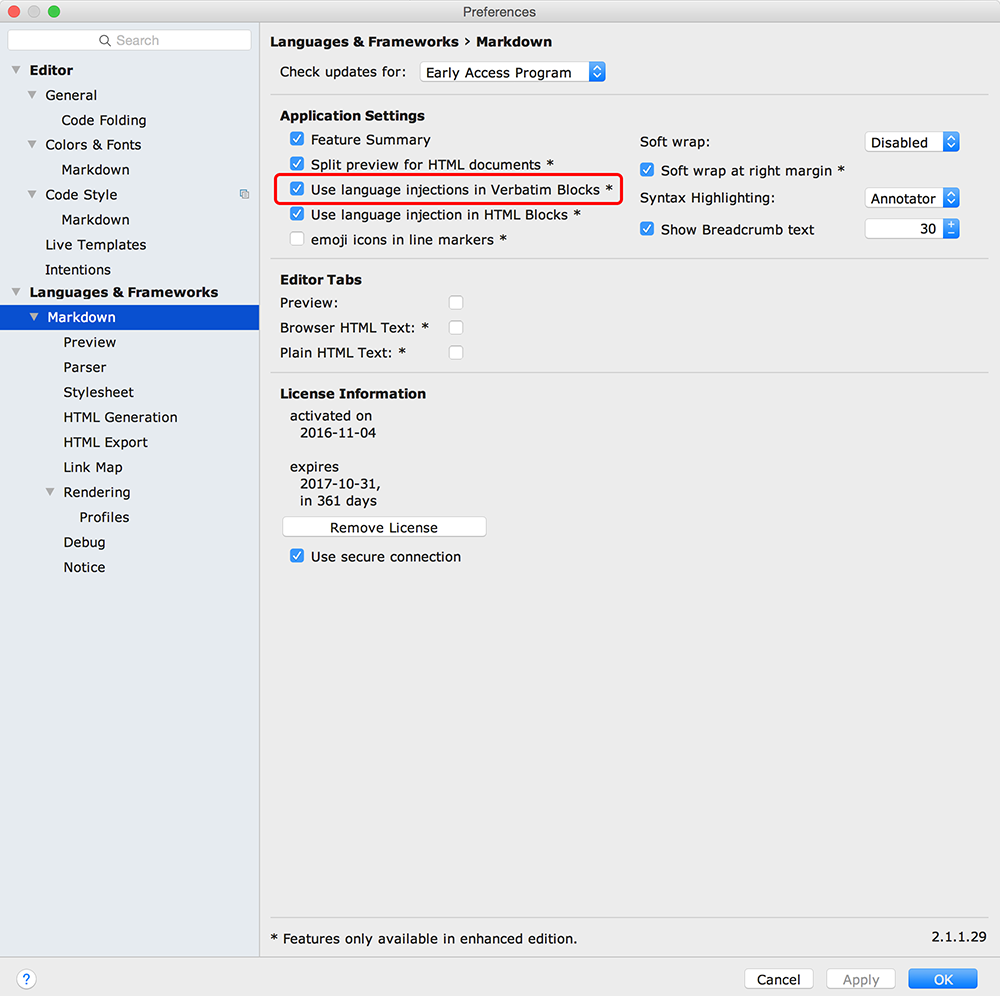 Preferences
Search
Editor
General
Code Folding
Colors & Fonts
Markdown
Code Style
Markdown
Live Templates
Intentions
Languages & Frameworks
Markdown
Preview
Parser
Stylesheet
HTML Generation
HTML Export
Link Map
Rendering
Profiles
Debug
Notice
Languages & Frameworks › Markdown
Check updates for: Early Access Program
Application Settings
Feature Summary
Split preview for HTML documents *
Use language injections in Verbatim Blocks *
Use language injection in HTML Blocks *
emoji icons in line markers *
Soft wrap: Disabled
Soft wrap at right margin *
Syntax Highlighting: Annotator
Show Breadcrumb text 30
Editor Tabs
Preview:
Browser HTML Text: *
Plain HTML Text: *
License Information
activated on
2016-11-04
expires
2017-10-31,
in 361 days
Remove License
Use secure connection
* Features only available in enhanced edition. 2.1.1.29
? Cancel Apply OK